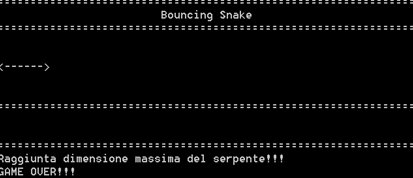 Bouncing Snake
<------>
Raggiunta dimensione massima del serpente!!!
GAME OVER!!!